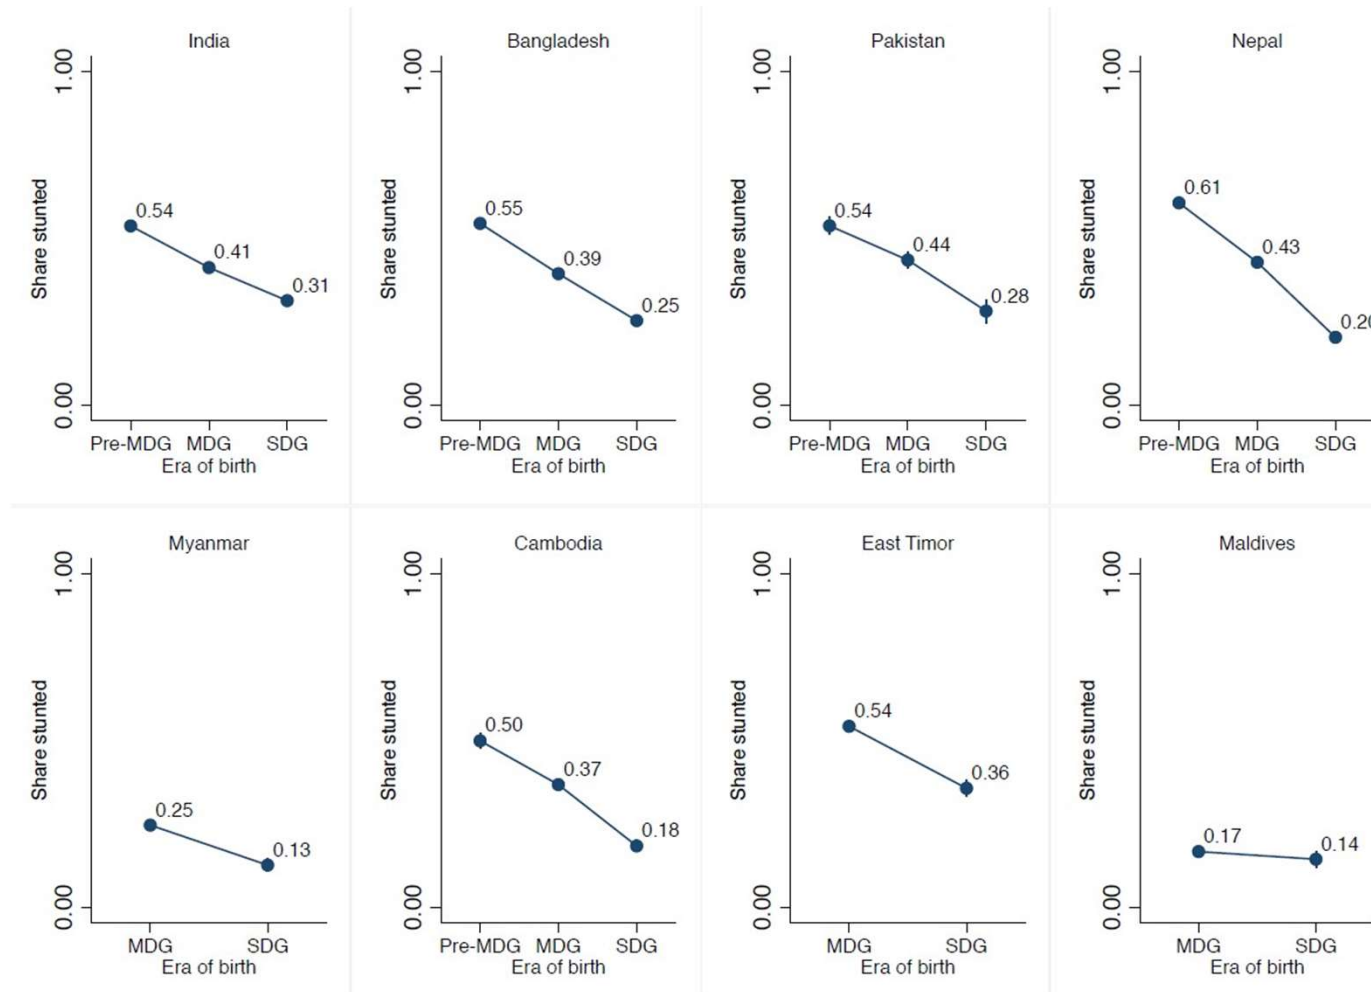 India
1.00
Share stunted
0.00
0.54
0.41
0.31
Pre-MDG MDG SDG
Era of birth
Bangladesh
1.00
Share stunted
0.00
0.55
0.39
0.25
Pre-MDG MDG SDG
Era of birth
Pakistan
1.00
Share stunted
0.00
0.54
0.44
0.28
Pre-MDG MDG SDG
Era of birth
Nepal
1.00
Share stunted
0.00
0.61
0.43
0.20
Pre-MDG MDG SDG
Era of birth
Myanmar
1.00
Share stunted
0.00
0.25
0.13
MDG SDG
Era of birth
Cambodia
1.00
Share stunted
0.00
0.50
0.37
0.18
Pre-MDG MDG SDG
Era of birth
East Timor
1.00
Share stunted
0.00
0.54
0.36
MDG SDG
Era of birth
Maldives
1.00
Share stunted
0.00
0.17
0.14
MDG SDG
Era of birth